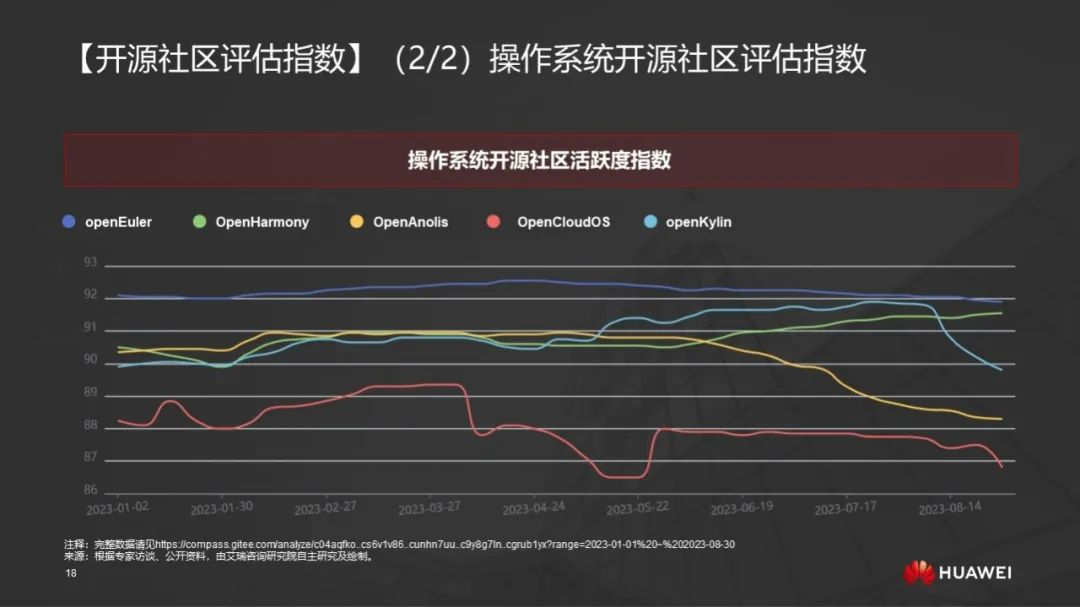 【开源社区评估指数】（2/2）操作系统开源社区评估指数
操作系统开源社区活跃度指数
openEuler OpenHarmony OpenAnolis OpenCloudOS openKylin
93
92
91
90
89
88
87
86
2023-01-02 2023-01-30 2023-02-27 2023-03-27 2023-04-24 2023-05-22 2023-06-19 2023-07-17 2023-08-14
注释：完整数据请见https://compass.gitee.com/analyze/c04aqfko..cs6v1v86..cunhn7uu..c9y8g7ln..cgrub1yx?range=2023-01-01%20~%202023-08-30
来源：根据专家访谈、公开资料，由艾瑞咨询研究院自主研究及绘制。
18
HUAWEI